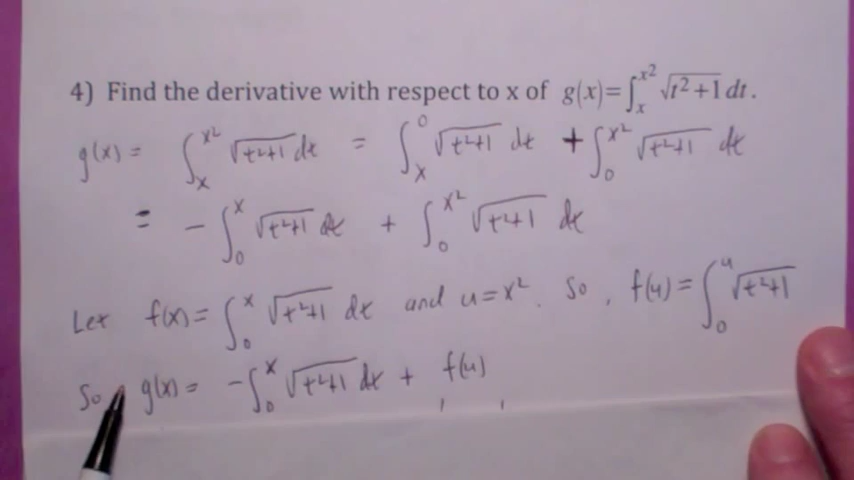 4) Find the derivative with respect to x of g(x)=∫_x^{x²} √(t²+1) dt.
g(x) = ∫_x^{x²} √(t²+1) dt = ∫_x^0 √(t²+1) dt + ∫_0^{x²} √(t²+1) dt
= - ∫_0^x √(t²+1) dt + ∫_0^{x²} √(t²+1) dt
Let f(x) = ∫_0^x √(t²+1) dt and u = x². So, f(u) = ∫_0^u √(t²+1)
So g(x) = - ∫_0^x √(t²+1) dt + f(u)